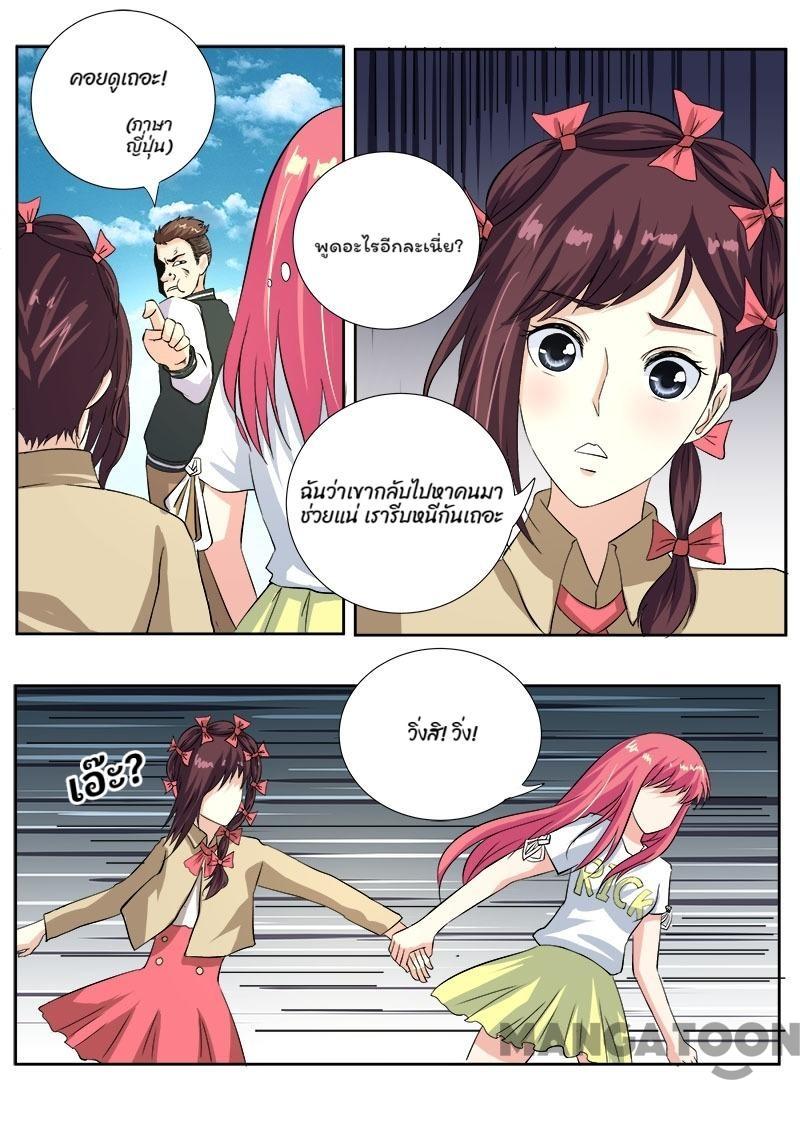 คอยดูเถอะ!
(ภาษา
ญี่ปุ่น)
พูดอะไรอีกละเนี่ย?
ฉันว่าเขากลับไปหาคนมา
ช่วยแน่ เรารีบหนีกันเถอะ
เอ๊ะ?
วิ่งสิ! วิ่ง!
RICK
MANGATOON